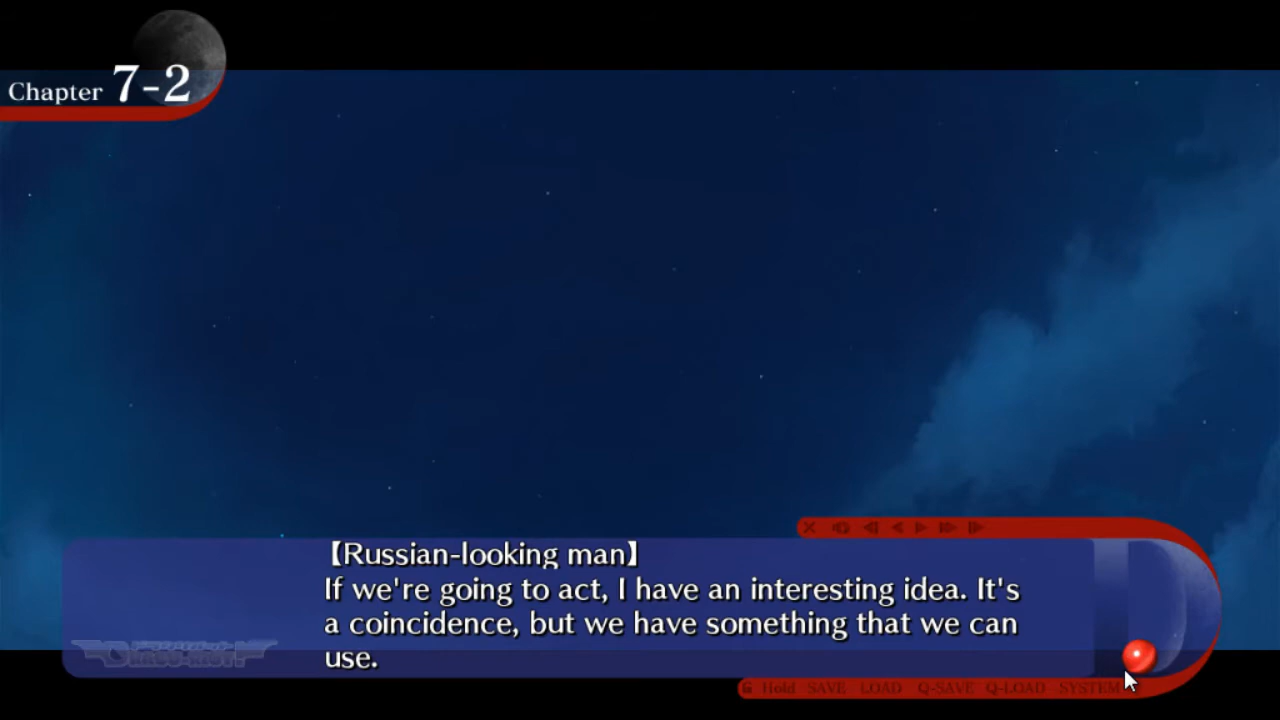 Chapter 7-2
【Russian-looking man】
If we're going to act, I have an interesting idea. It's
a coincidence, but we have something that we can
use.
Hold SAVE LOAD Q-SAVE Q-LOAD SYSTEM